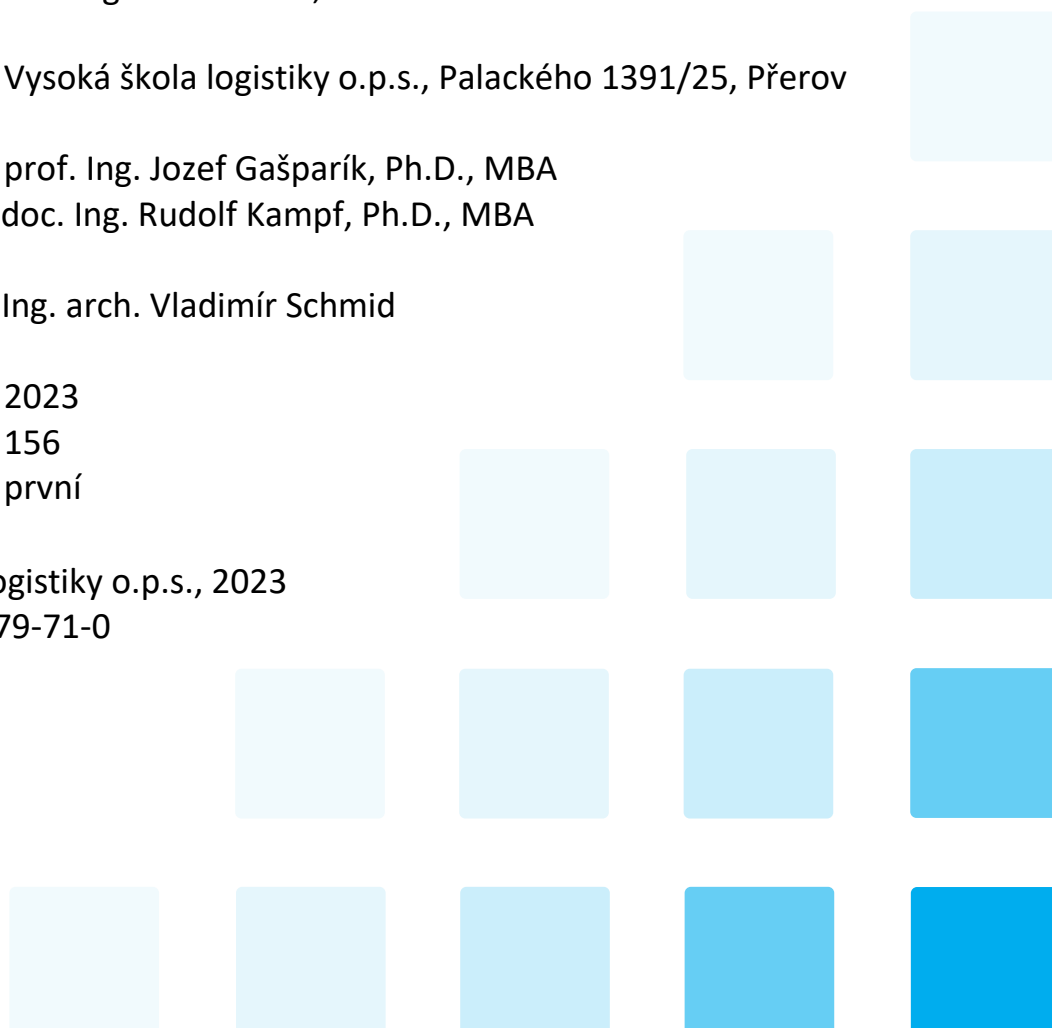 Vysoká škola logistiky o.p.s., Palackého 1391/25, Přerov
prof. Ing. Jozef Gašparík, Ph.D., MBA
doc. Ing. Rudolf Kampf, Ph.D., MBA
Ing. arch. Vladimír Schmid
2023
156
první
ogistiky o.p.s., 2023
79-71-0